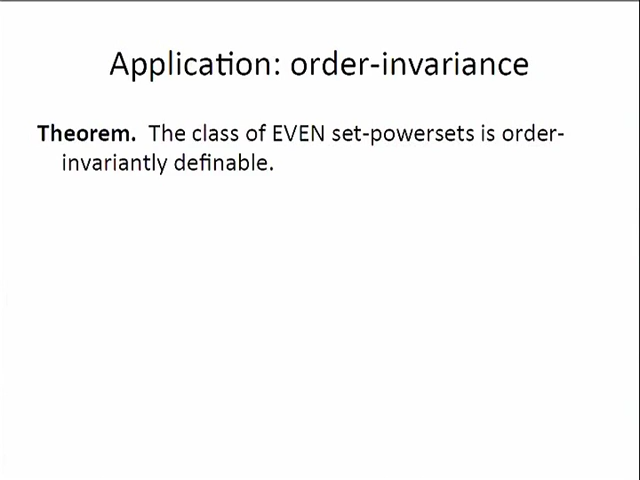 Application: order-invariance
Theorem. The class of EVEN set-powersets is order-
invariantly definable.